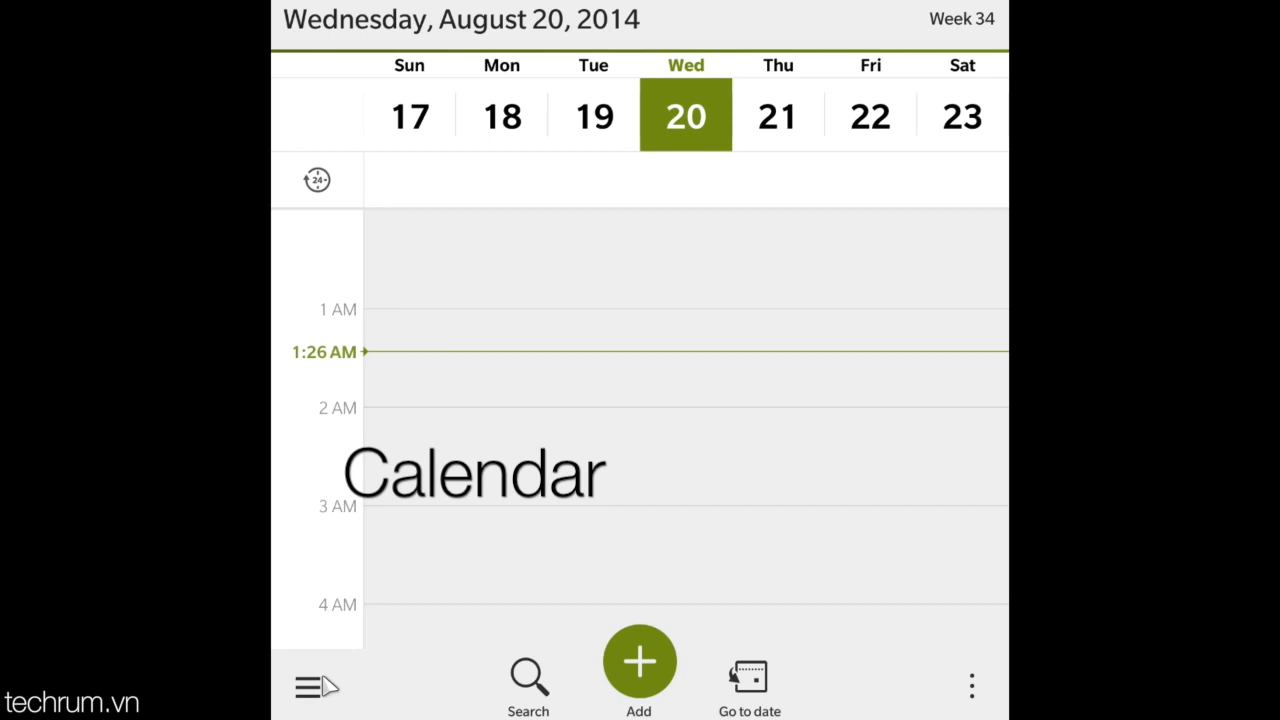 Wednesday, August 20, 2014 Week 34
Sun Mon Tue Wed Thu Fri Sat
17 18 19 20 21 22 23
24
1 AM
1:26 AM
2 AM
Calendar
3 AM
4 AM
Search Add Go to date
techrum.vn